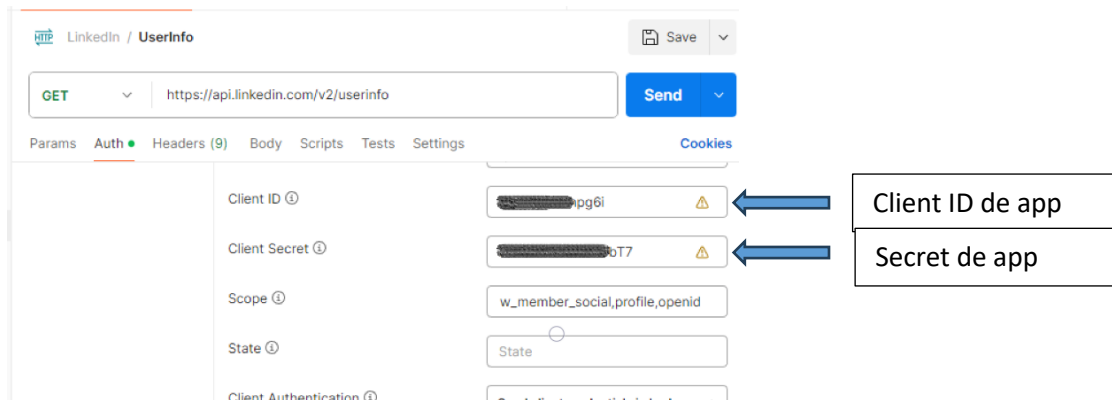 HTTP LinkedIn / UserInfo
Save
GET https://api.linkedin.com/v2/userinfo
Send
Params Auth Headers (9) Body Scripts Tests Settings Cookies
Client ID
pg6i
Client ID de app
Client Secret
T7
Secret de app
Scope
w_member_social,profile,openid
State
State
Client Authentication